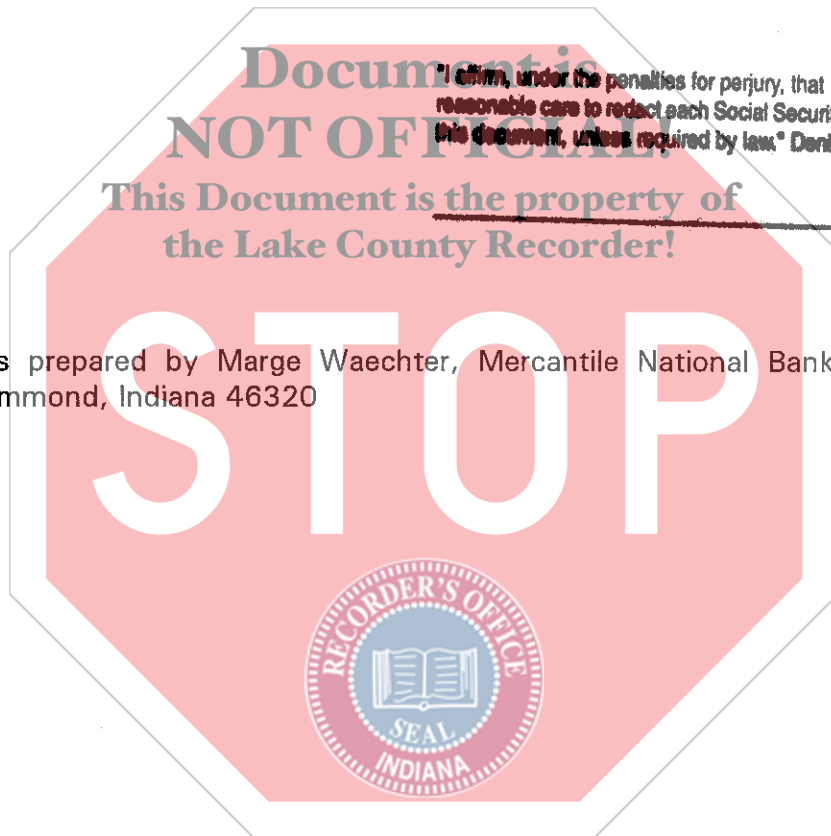 Document is
NOT OFFICIAL!
This Document is the property of
the Lake County Recorder!
"I affirm, under the penalties for perjury, that
reasonable care to redact each Social Securi
this document, unless required by law." Dent
s prepared by Marge Waechter, Mercantile National Bank
mmond, Indiana 46320
STOP
RECORDER'S OFFICE
SEAL
INDIANA